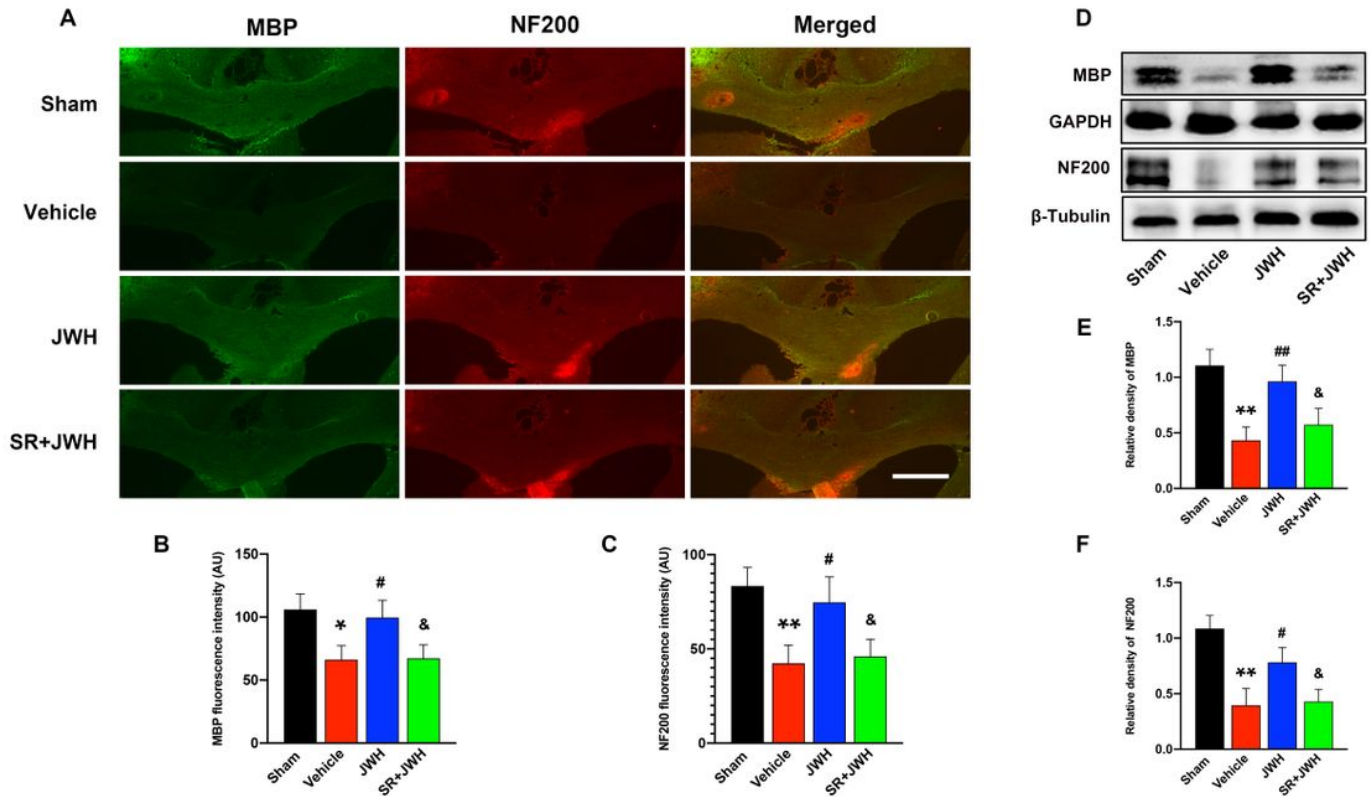 A
MBP
NF200
Merged
Sham
Vehicle
JWH
SR+JWH
B
MBP fluorescence intensity (AU)
150
100
50
0
*
#
&
Sham
Vehicle
JWH
SR+JWH
C
NF200 fluorescence intensity (AU)
100
50
0
**
#
&
Sham
Vehicle
JWH
SR+JWH
D
MBP
GAPDH
NF200
β-Tubulin
Sham
Vehicle
JWH
SR+JWH
E
Relative density of MBP
1.5
1.0
0.5
0.0
**
##
&
Sham
Vehicle
JWH
SR+JWH
F
Relative density of NF200
1.5
1.0
0.5
0.0
**
#
&
Sham
Vehicle
JWH
SR+JWH